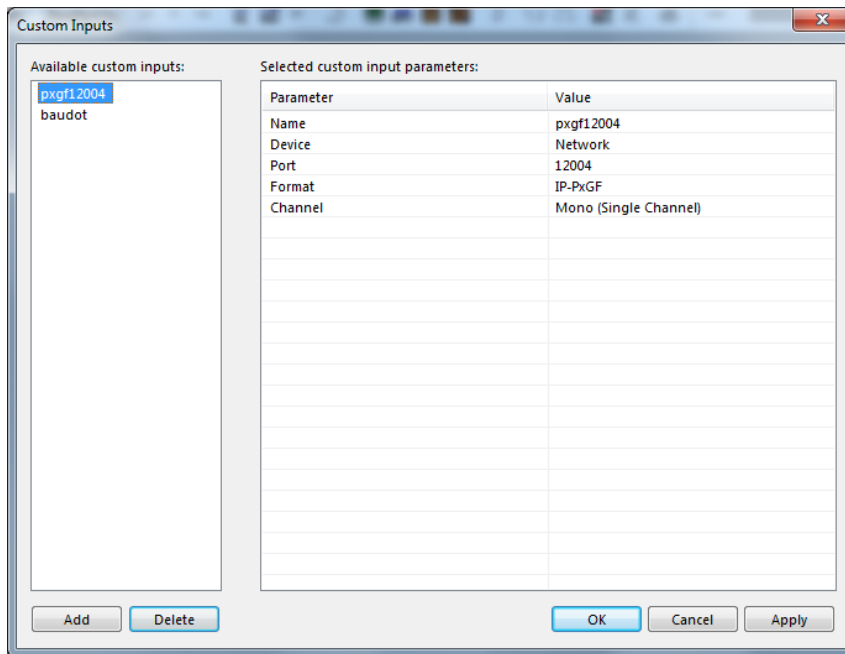 Custom Inputs
Available custom inputs:
pxgf12004
baudot
Selected custom input parameters:
Parameter Value
Name pxgf12004
Device Network
Port 12004
Format IP-PxGF
Channel Mono (Single Channel)
Add Delete OK Cancel Apply